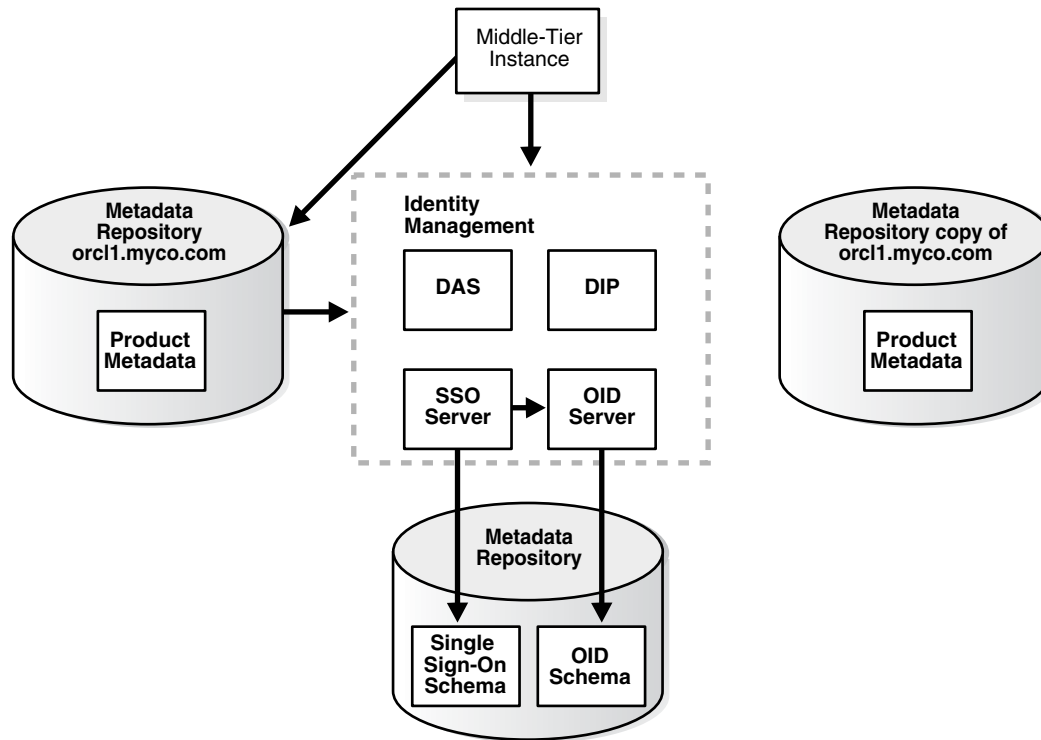 Middle-Tier
Instance
Metadata
Repository
orcl1.myco.com
Product
Metadata
Identity
Management
DAS
DIP
SSO
Server
OID
Server
Metadata
Repository copy of
orcl1.myco.com
Product
Metadata
Metadata
Repository
Single
Sign-On
Schema
OID
Schema